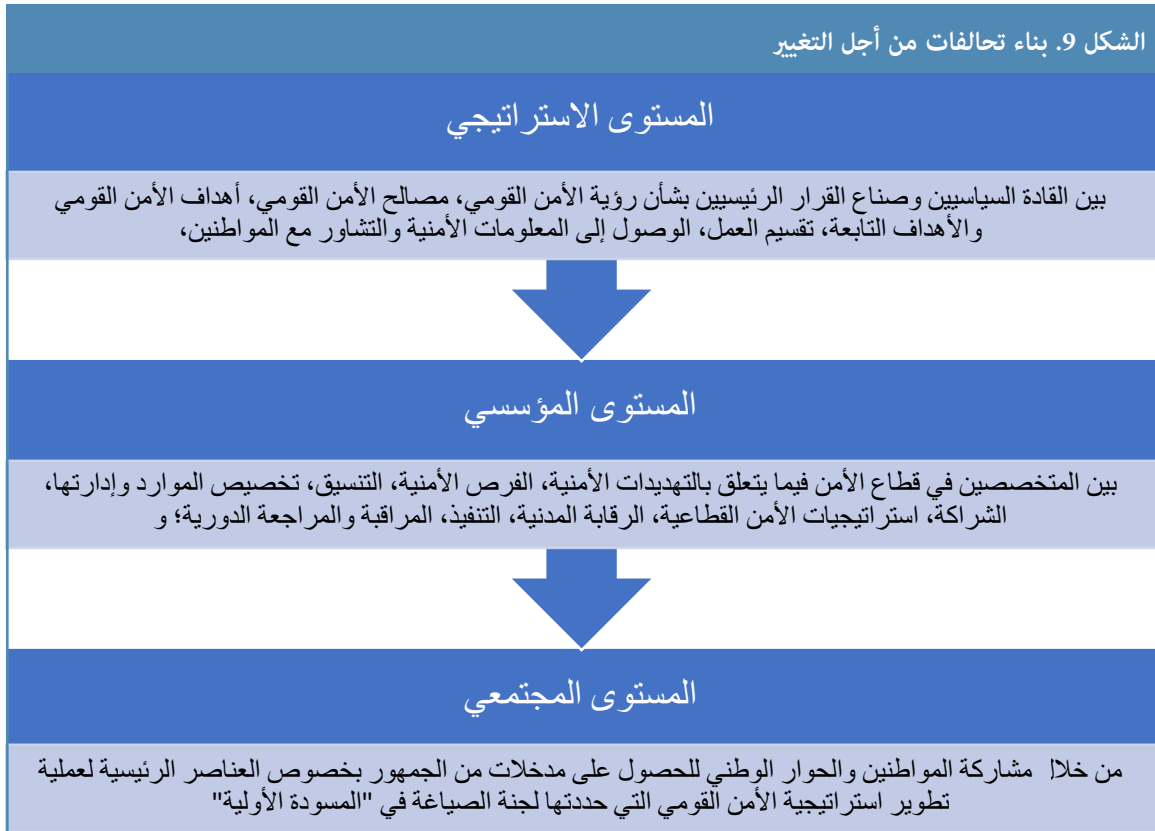 الشكل 9. بناء تحالفات من أجل التغيير
المستوى الاستراتيجي
بين القادة السياسيين وصناع القرار الرئيسيين بشأن رؤية الأمن القومي، مصالح الأمن القومي، أهداف الأمن القومي
والأهداف التابعة، تقسيم العمل، الوصول إلى المعلومات الأمنية والتشاور مع المواطنين،
المستوى المؤسسي
بين المتخصصين في قطاع الأمن فيما يتعلق بالتهديدات الأمنية، الفرص الأمنية، التنسيق، تخصيص الموارد وإدارتها،
الشراكة، استراتيجيات الأمن القطاعية، الرقابة المدنية، التنفيذ، المراقبة والمراجعة الدورية؛ و
المستوى المجتمعي
من خلال مشاركة المواطنين والحوار الوطني للحصول على مدخلات من الجمهور بخصوص العناصر الرئيسية لعملية
تطوير استراتيجية الأمن القومي التي حددتها لجنة الصياغة في "المسودة الأولية"